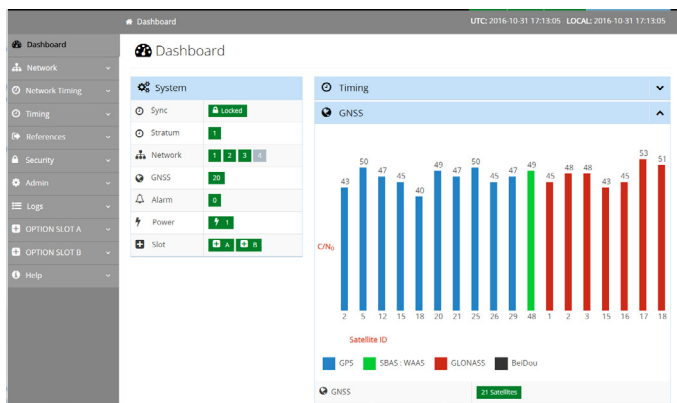 Dashboard
UTC: 2016-10-31 17:13:05 LOCAL: 2016-10-31 17:13:05
Dashboard
Network
Network Timing
Timing
References
Security
Admin
Logs
OPTION SLOT A
OPTION SLOT B
Help
Dashboard
System
Sync Locked
Stratum 1
Network 1 2 3 4
GNSS 20
Alarm 0
Power 1
Slot A B
Timing
GNSS
43 50 47 45 40 49 47 50 45 47 49 45 48 48 43 45 53 51
C/N0
2 5 12 15 18 20 21 25 26 29 48 1 2 3 15 16 17 18
Satellite ID
GPS SBAS : WAAS GLONASS BeiDou
GNSS 21 Satellites